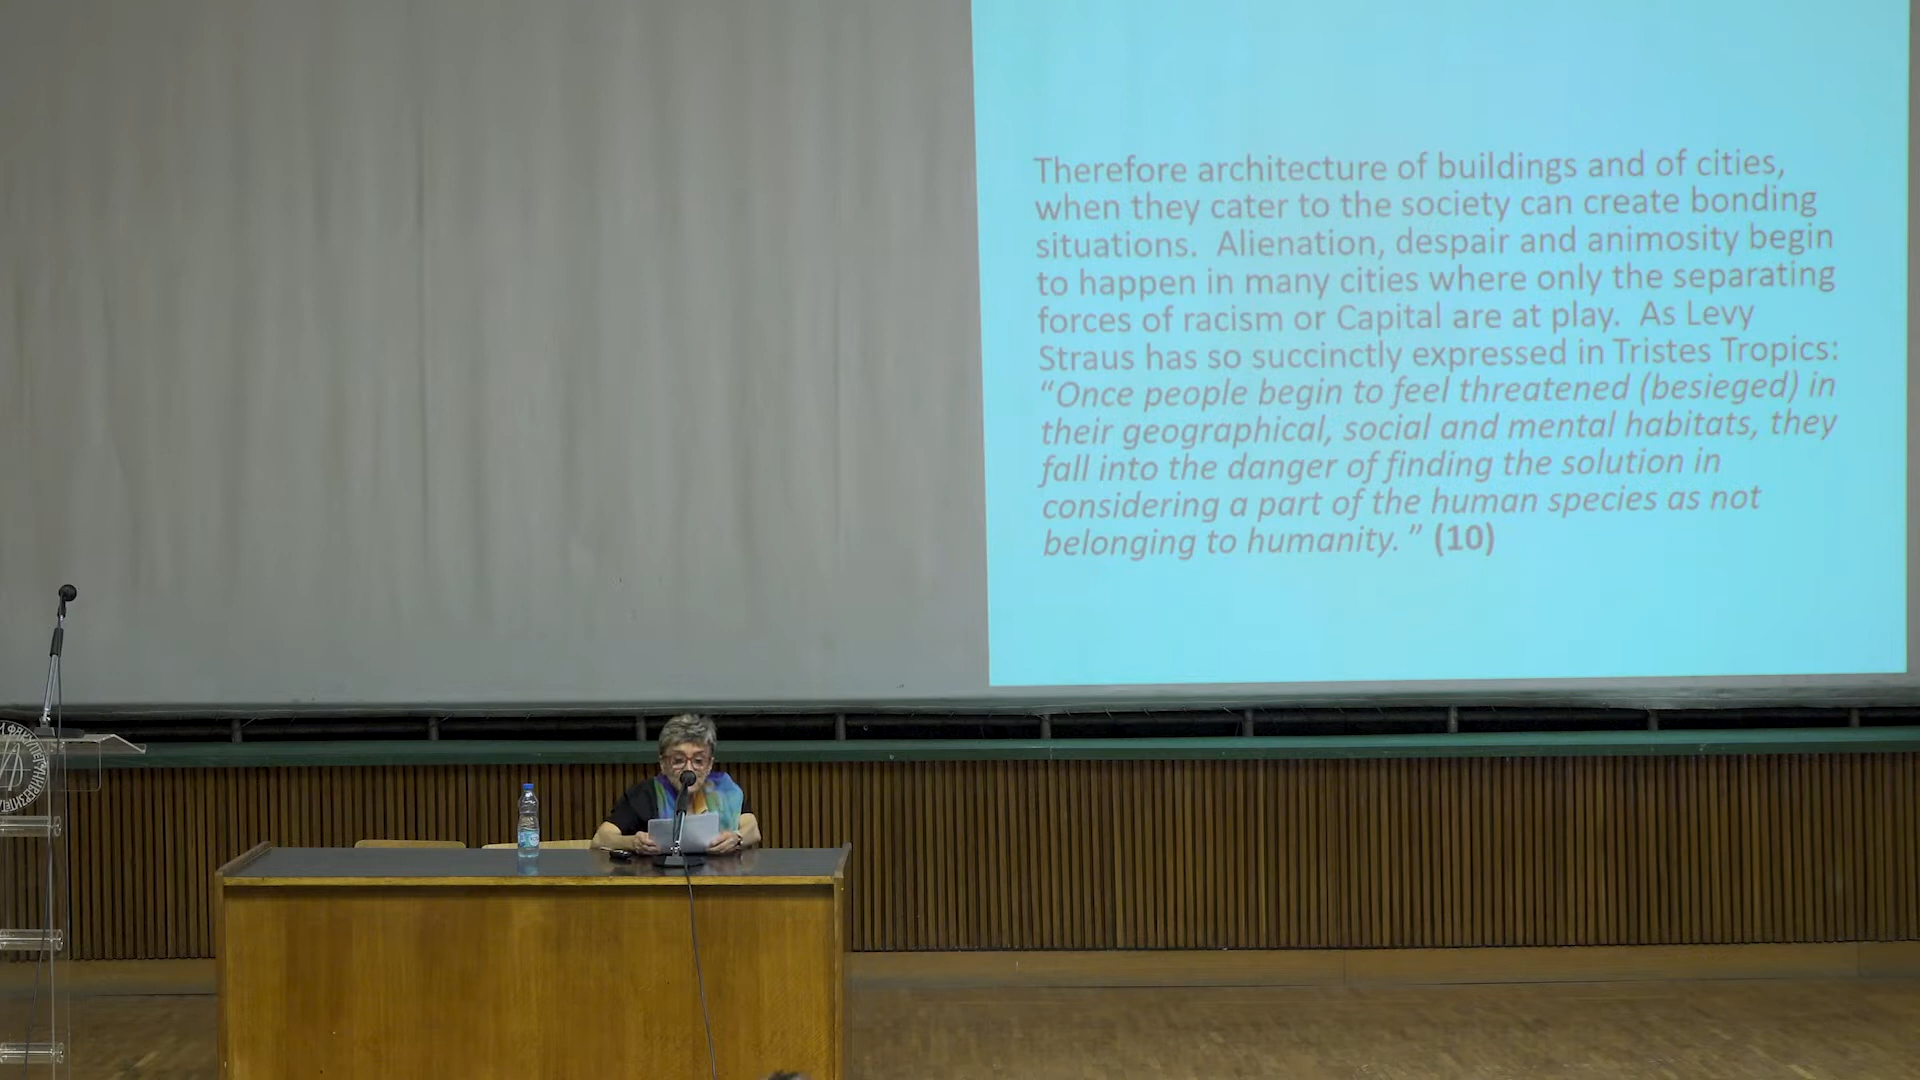 Therefore architecture of buildings and of cities,
when they cater to the society can create bonding
situations.  Alienation, despair and animosity begin
to happen in many cities where only the separating
forces of racism or Capital are at play.  As Levy
Straus has so succinctly expressed in Tristes Tropics:
“Once people begin to feel threatened (besieged) in
their geographical, social and mental habitats, they
fall into the danger of finding the solution in
considering a part of the human species as not
belonging to humanity. ” (10)